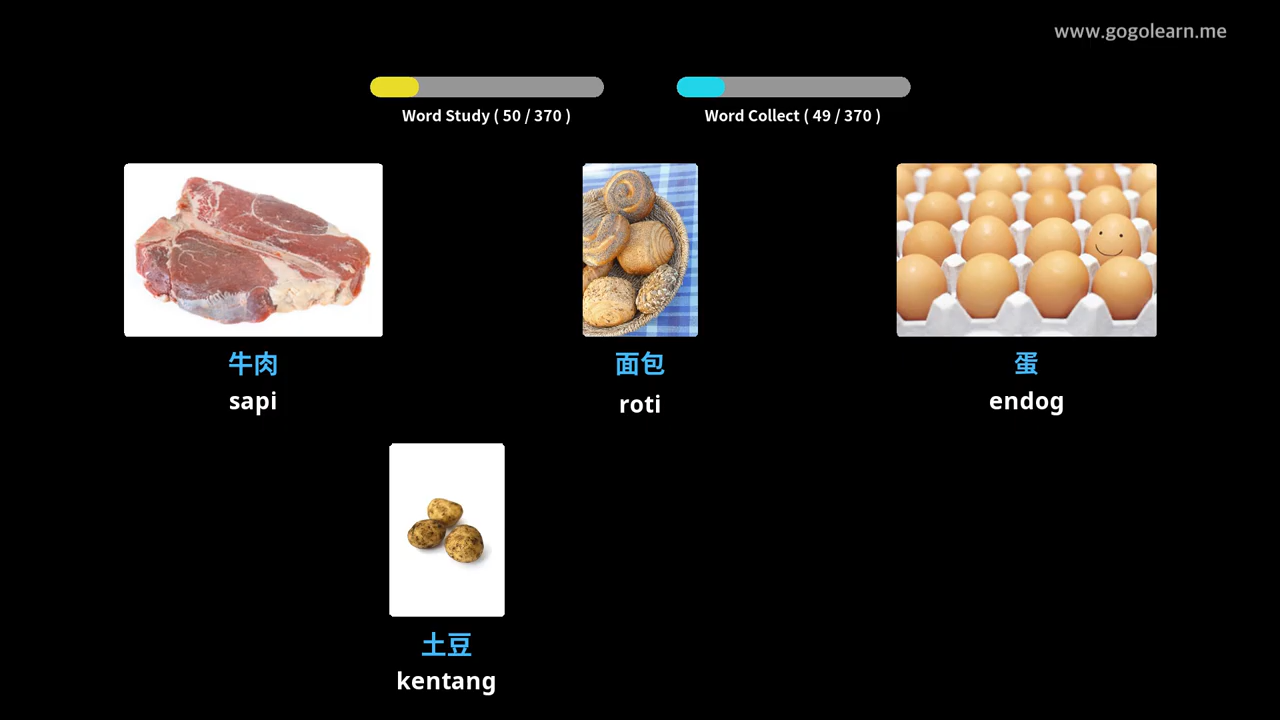 www.gogolearn.me
Word Study ( 50 / 370 )
Word Collect ( 49 / 370 )
牛肉
sapi
面包
roti
蛋
endog
土豆
kentang